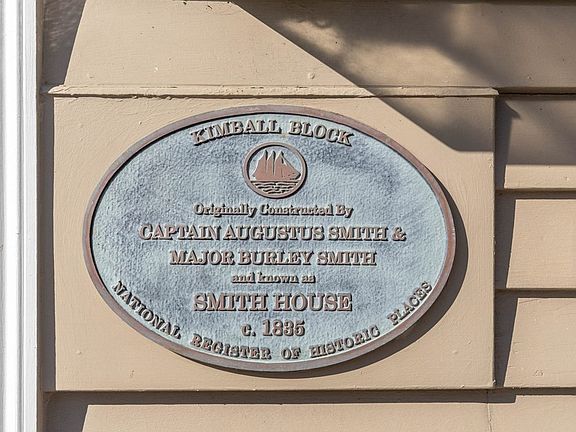 KIMBALL BLOCK
Originally Constructed By
CAPTAIN AUGUSTUS SMITH &
MAJOR BURLEY SMITH
and known as
SMITH HOUSE
c. 1835
NATIONAL REGISTER OF HISTORIC PLACES